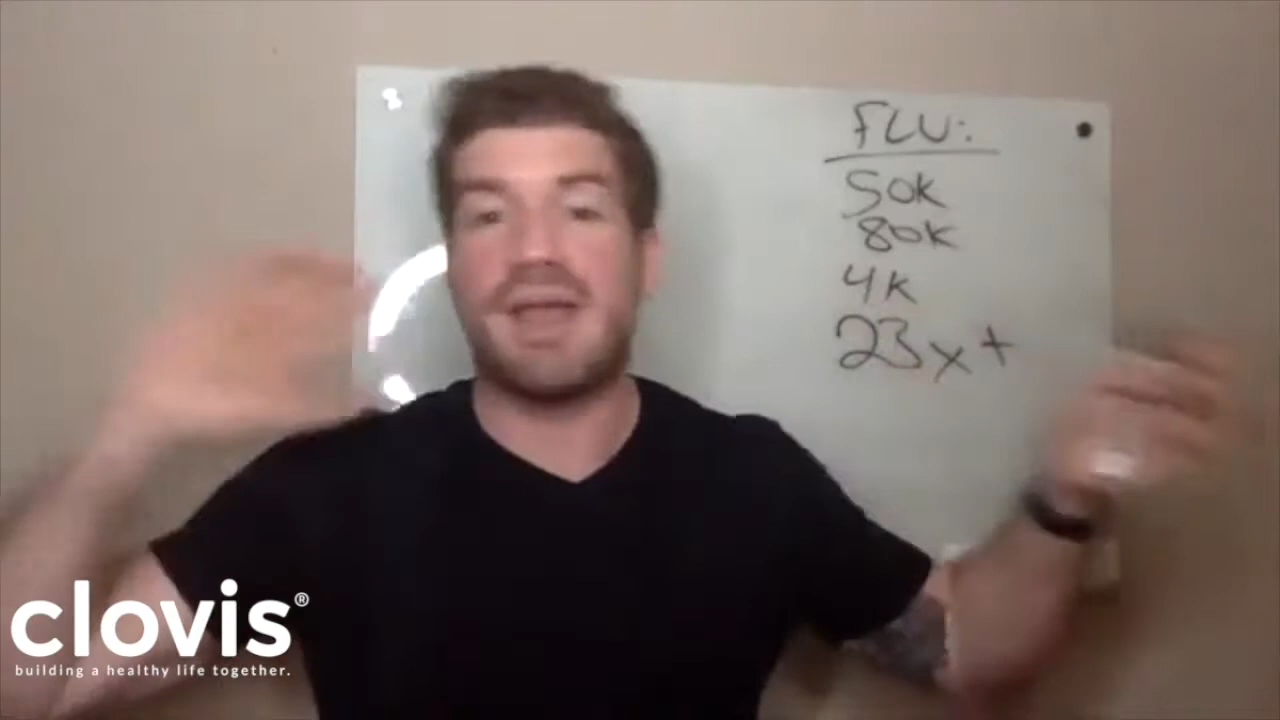 FLU:
50K
80K
4K
23x+
clovis®
building a healthy life together.